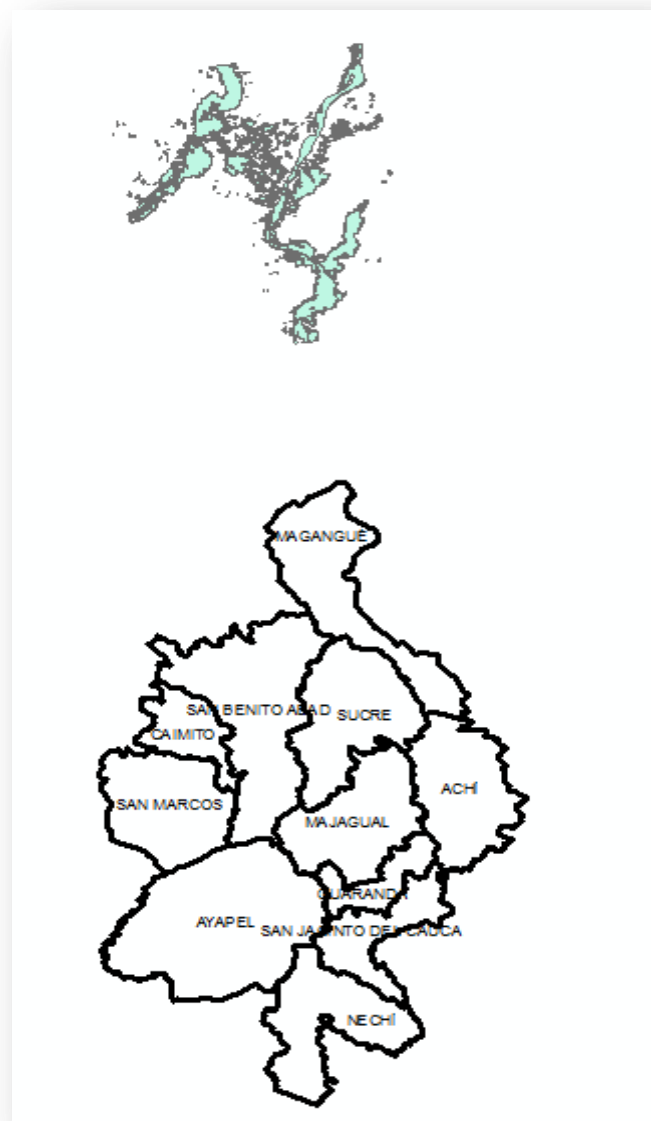 MAGANGUÉ
SAN BENITO ABAD
SUCRE
CAIMITO
ACHÍ
SAN MARCOS
MAJAGUAL
GUARANDA
AYAPEL
SAN JACINTO DEL CAUCA
NECHÍ